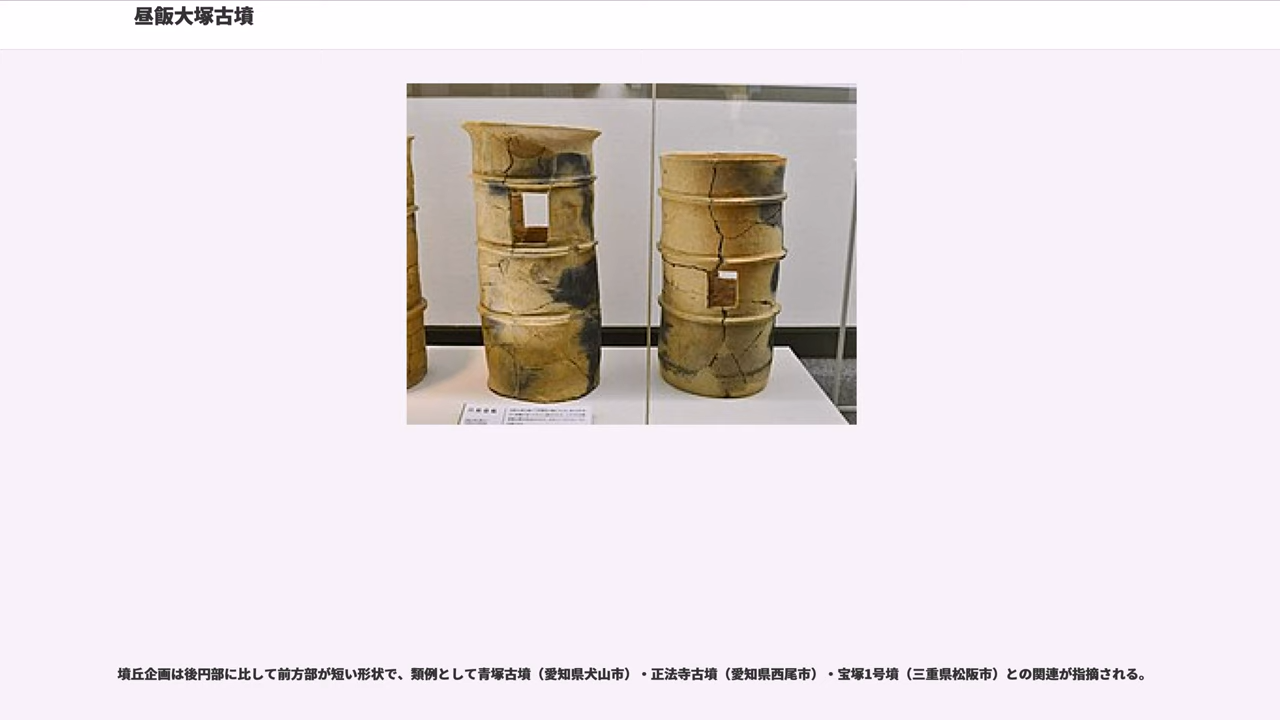 昼飯大塚古墳
墳丘企画は後円部に比して前方部が短い形状で、類例として青塚古墳（愛知県犬山市）・正法寺古墳（愛知県西尾市）・宝塚1号墳（三重県松阪市）との関連が指摘される。